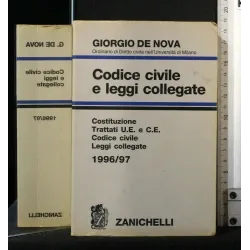 G. DE NOVA
Codice civile
e leggi
collegate
1996/97
ZANICHELLI
GIORGIO DE NOVA
Ordinario di Diritto civile nell'Università di Milano
Codice civile
e leggi collegate
Costituzione
Trattati U.E. e C.E.
Codice civile
Leggi collegate
1996/97
ZANICHELLI